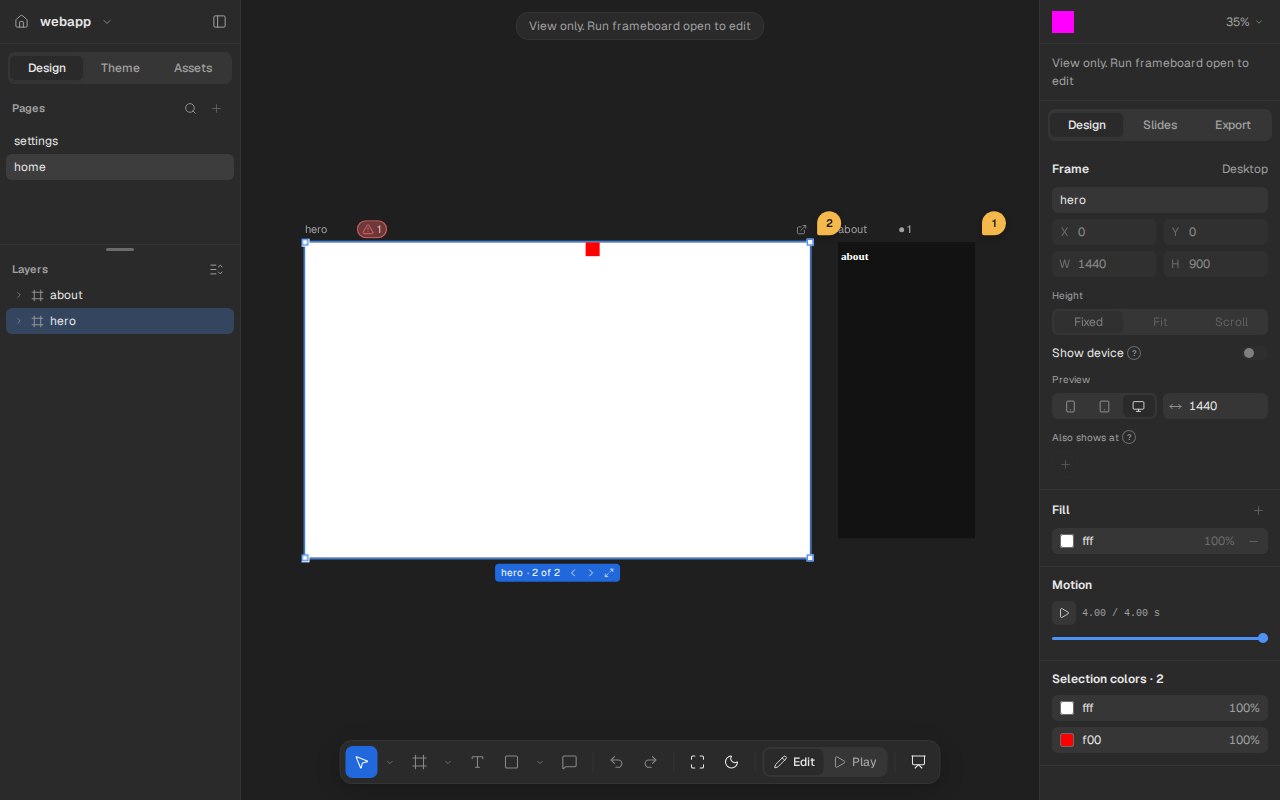 webapp
View only. Run frameboard open to edit
35%
View only. Run frameboard open to
edit
Design
Theme
Assets
Design
Slides
Export
Pages
settings
home
Frame
Desktop
hero
X 0
Y 0
W 1440
H 900
hero
1
2
about
1
1
about
Layers
about
hero
Height
Fixed
Fit
Scroll
Show device ?
Preview
1440
Also shows at ?
Fill
fff
100%
hero · 2 of 2
Motion
4.00 / 4.00 s
Selection colors · 2
fff
100%
f00
100%
Edit
Play